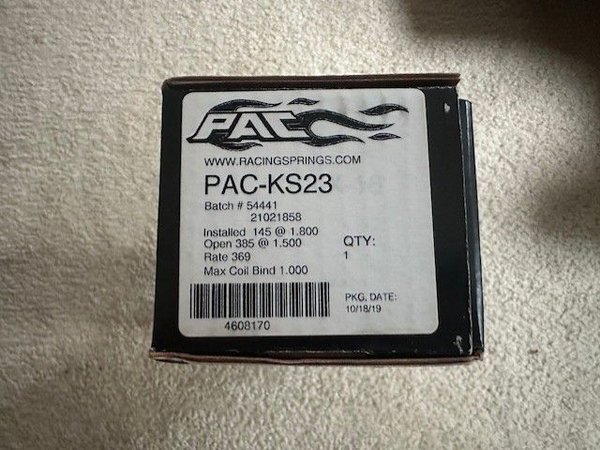 PAC
WWW.RACINGSPRINGS.COM
PAC-KS23
Batch # 54441
21021858
Installed 145 @ 1.800
Open 385 @ 1.500
Rate 369
Max Coil Bind 1.000
QTY:
1
PKG. DATE:
10/18/19
4608170